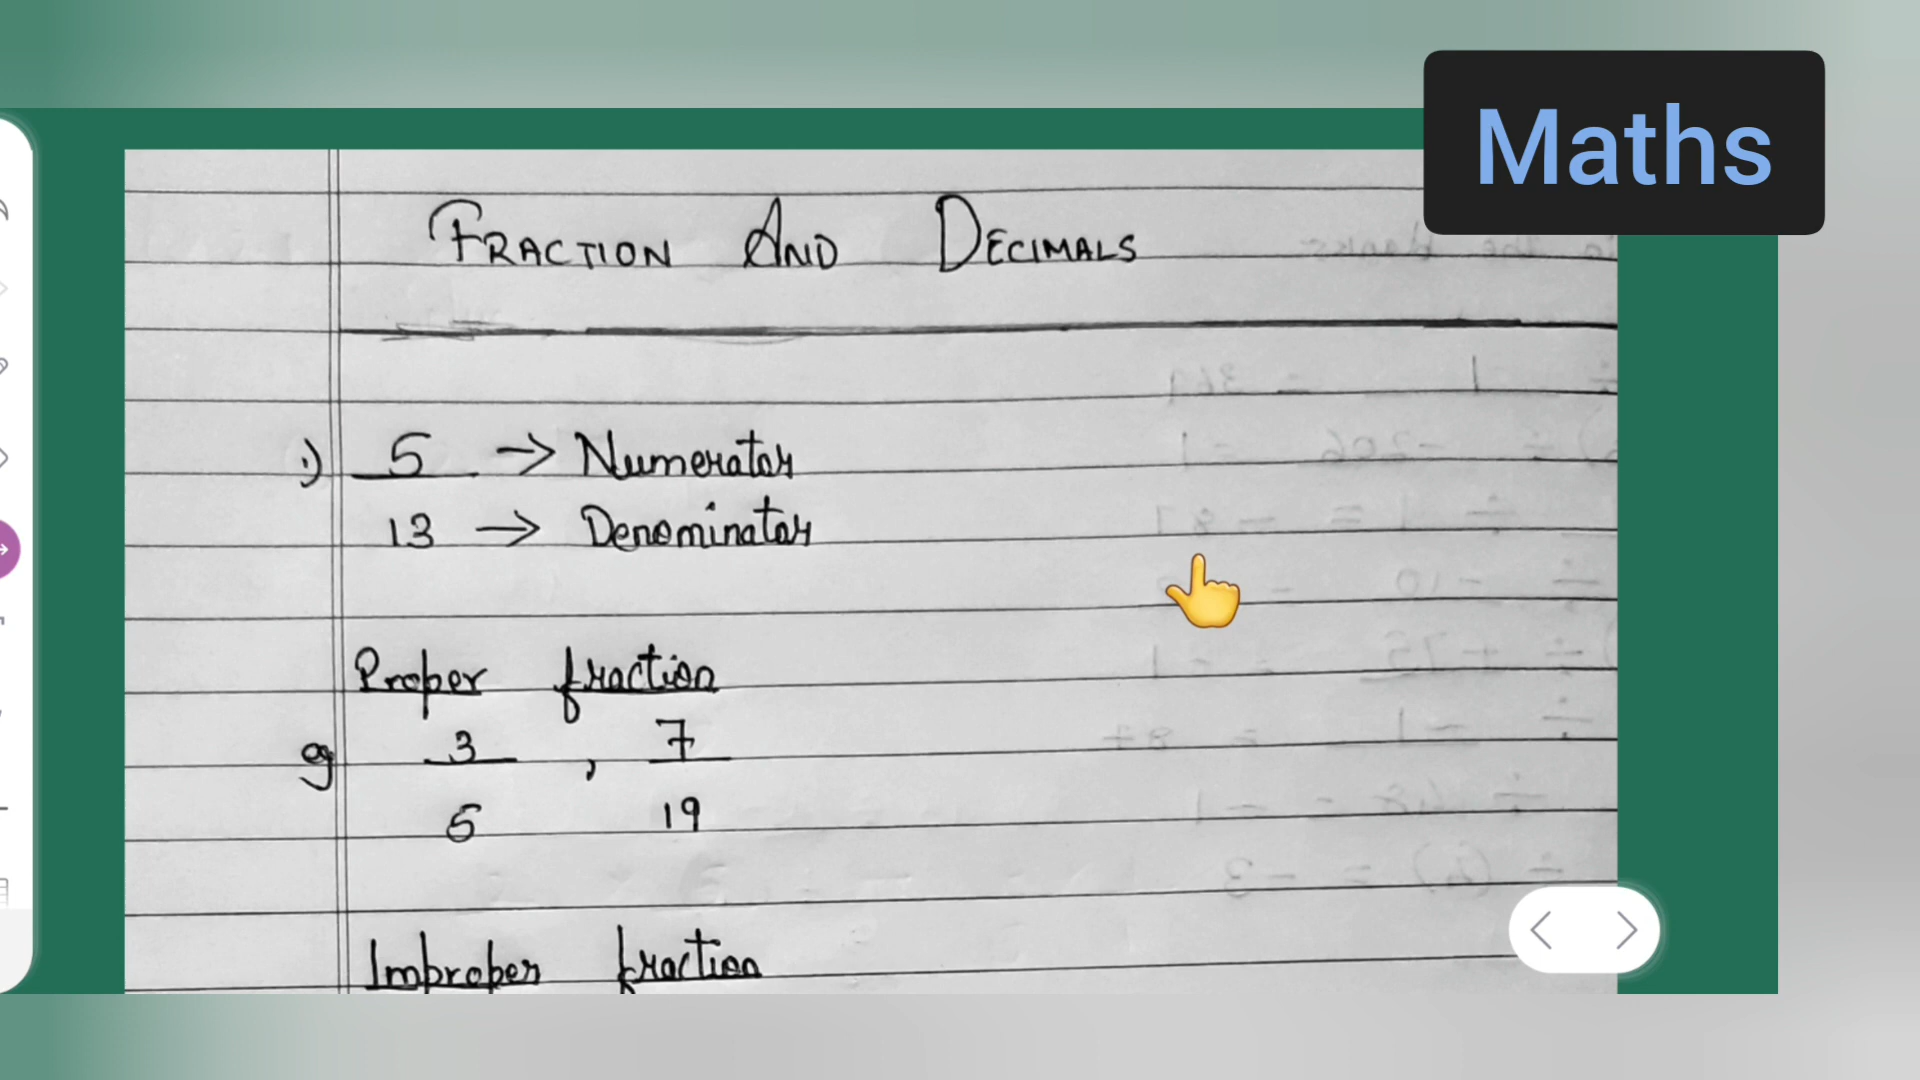 Maths
FRACTION AND DECIMALS
i) 5 → Numerator
13 → Denominator
Proper fraction
eg 3 , 7
5 19
Improper fraction